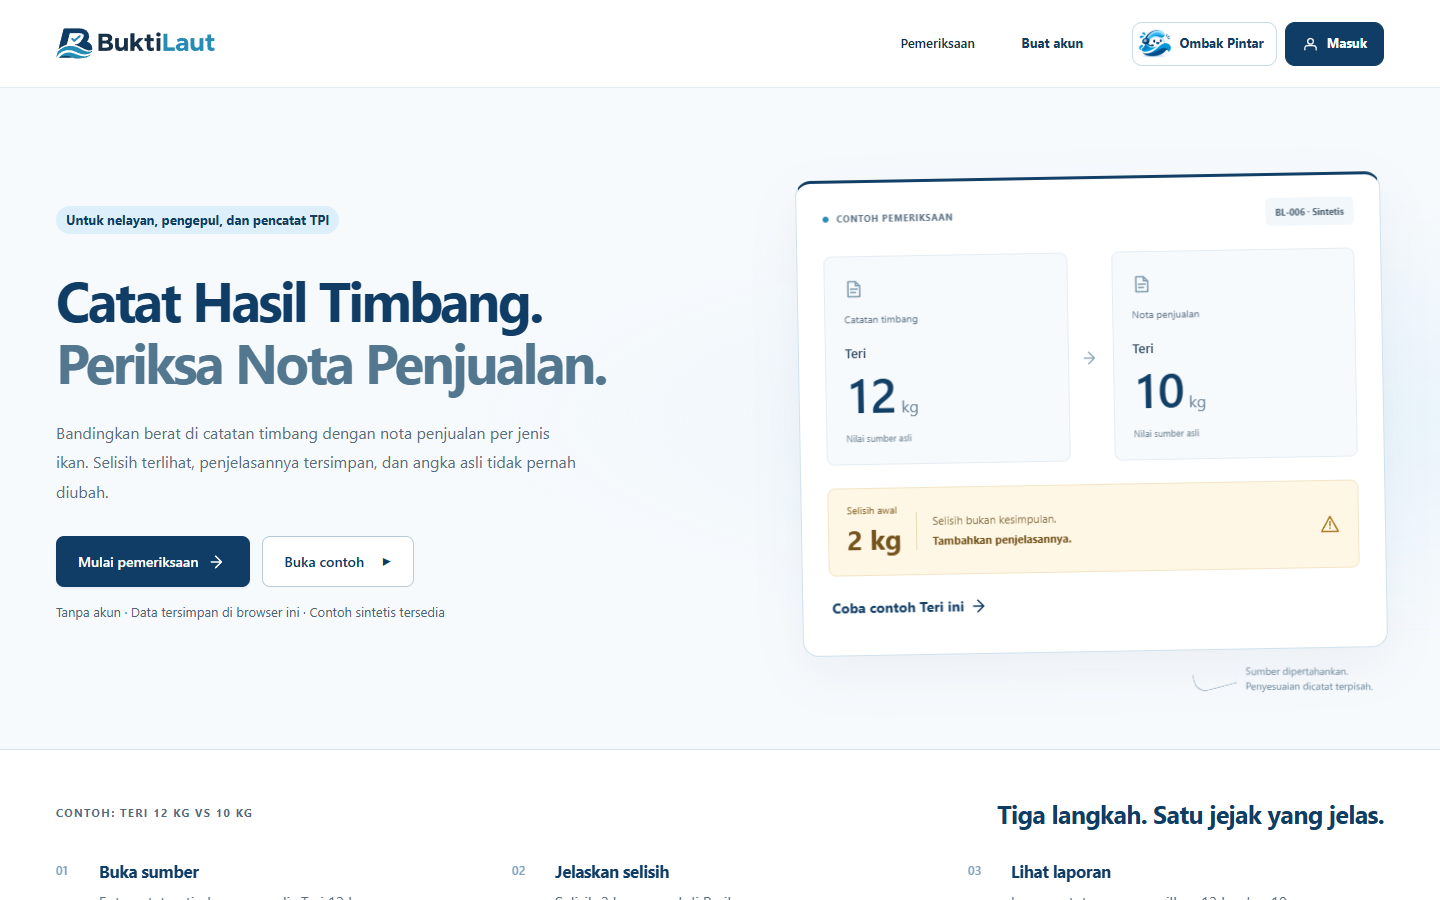 BuktiLaut
Pemeriksaan
Buat akun
Ombak Pintar
Masuk
Untuk nelayan, pengepul, dan pencatat TPI
Catat Hasil Timbang.
Periksa Nota Penjualan.
Bandingkan berat di catatan timbang dengan nota penjualan per jenis
ikan. Selisih terlihat, penjelasannya tersimpan, dan angka asli tidak pernah
diubah.
Mulai pemeriksaan →
Buka contoh ▶
Tanpa akun · Data tersimpan di browser ini · Contoh sintetis tersedia
CONTOH PEMERIKSAAN
BL-006 · Sintetis
Catatan timbang
Teri
12 kg
Nilai sumber asli
→
Nota penjualan
Teri
10 kg
Nilai sumber asli
Selisih awal
2 kg
Selisih bukan kesimpulan.
Tambahkan penjelasannya.
Coba contoh Teri ini →
Sumber dipertahankan.
Penyesuaian dicatat terpisah.
CONTOH: TERI 12 KG VS 10 KG
Tiga langkah. Satu jejak yang jelas.
01 Buka sumber
02 Jelaskan selisih
03 Lihat laporan